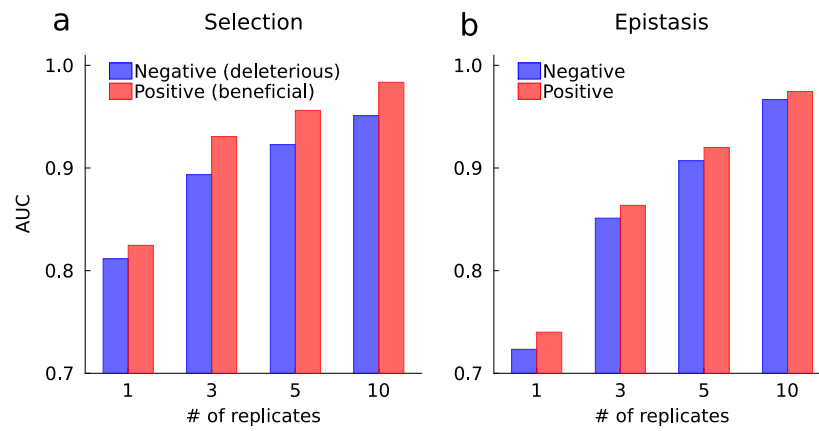 a
Selection
AUC
1.0
0.9
0.8
0.7
Negative (deleterious)
Positive (beneficial)
1
3
5
10
# of replicates
b
Epistasis
1.0
0.9
0.8
0.7
Negative
Positive
1
3
5
10
# of replicates